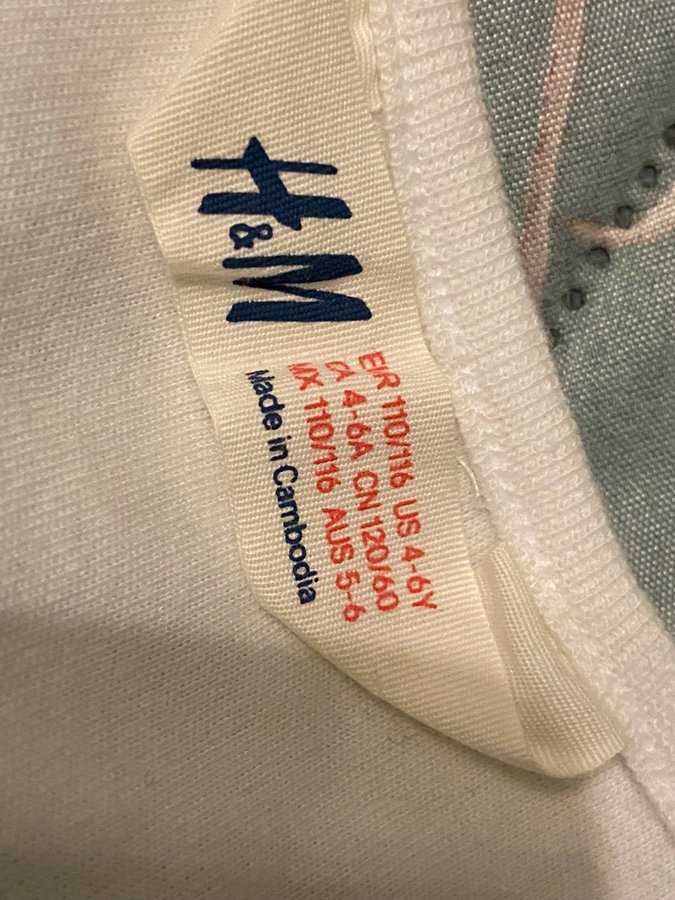 H&M
EUR 110/116 US 4-6Y
CA 4-6A CN 120/60
MX 110/116 AUS 5-6
Made in Cambodia